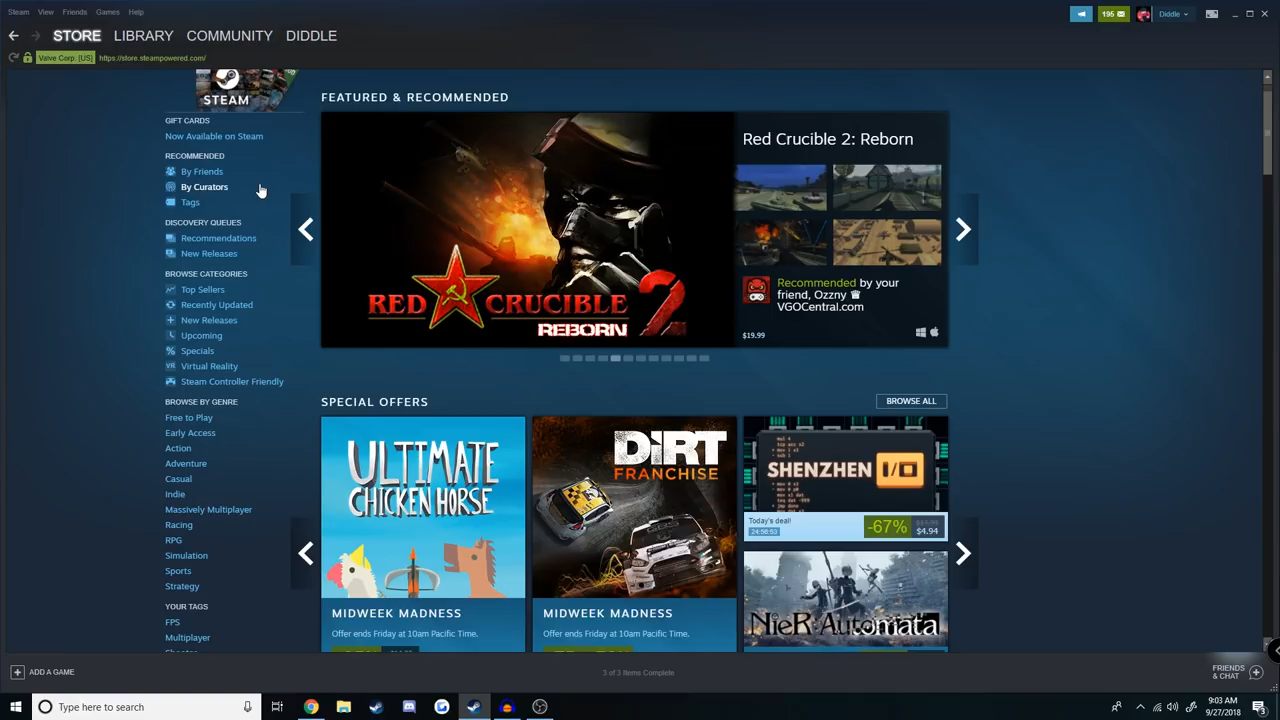 Steam View Friends Games Help
195
Diddle
STORE LIBRARY COMMUNITY DIDDLE
Valve Corp. [US] https://store.steampowered.com/
STEAM
GIFT CARDS
Now Available on Steam
RECOMMENDED
By Friends
By Curators
Tags
DISCOVERY QUEUES
Recommendations
New Releases
BROWSE CATEGORIES
Top Sellers
Recently Updated
New Releases
Upcoming
Specials
VR Virtual Reality
Steam Controller Friendly
BROWSE BY GENRE
Free to Play
Early Access
Action
Adventure
Casual
Indie
Massively Multiplayer
Racing
RPG
Simulation
Sports
Strategy
YOUR TAGS
FPS
Multiplayer
FEATURED & RECOMMENDED
RED CRUCIBLE 2
REBORN
Red Crucible 2: Reborn
Recommended by your
friend, Ozzny
VGOCentral.com
$19.99
SPECIAL OFFERS
BROWSE ALL
ULTIMATE
CHICKEN HORSE
MIDWEEK MADNESS
Offer ends Friday at 10am Pacific Time.
DiRT
FRANCHISE
MIDWEEK MADNESS
Offer ends Friday at 10am Pacific Time.
SHENZHEN I/O
Today's deal!
-67%
$14.99
$4.94
NieR:Automata
ADD A GAME
3 of 3 Items Complete
FRIENDS
& CHAT
Type here to search
9:03 AM
9/27/2018